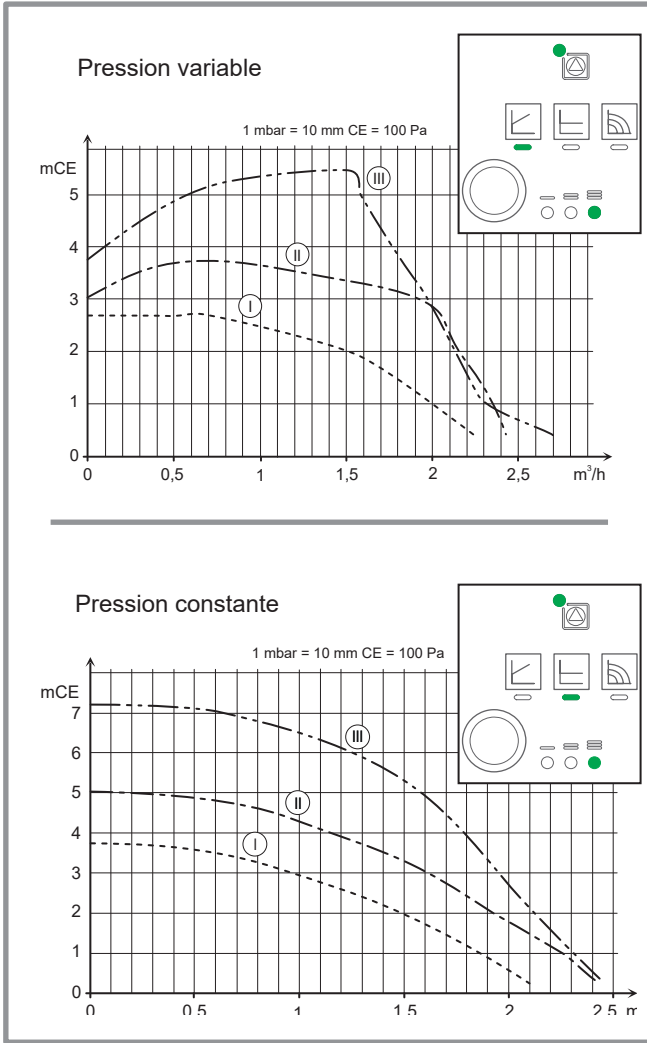 Pression variable
1 mbar = 10 mm CE = 100 Pa
mCE
5
4
3
2
1
0
III
II
I
0 0,5 1 1,5 2 2,5 m³/h
Pression constante
1 mbar = 10 mm CE = 100 Pa
mCE
7
6
5
4
3
2
1
0
III
II
I
0 0,5 1 1,5 2 2,5 m